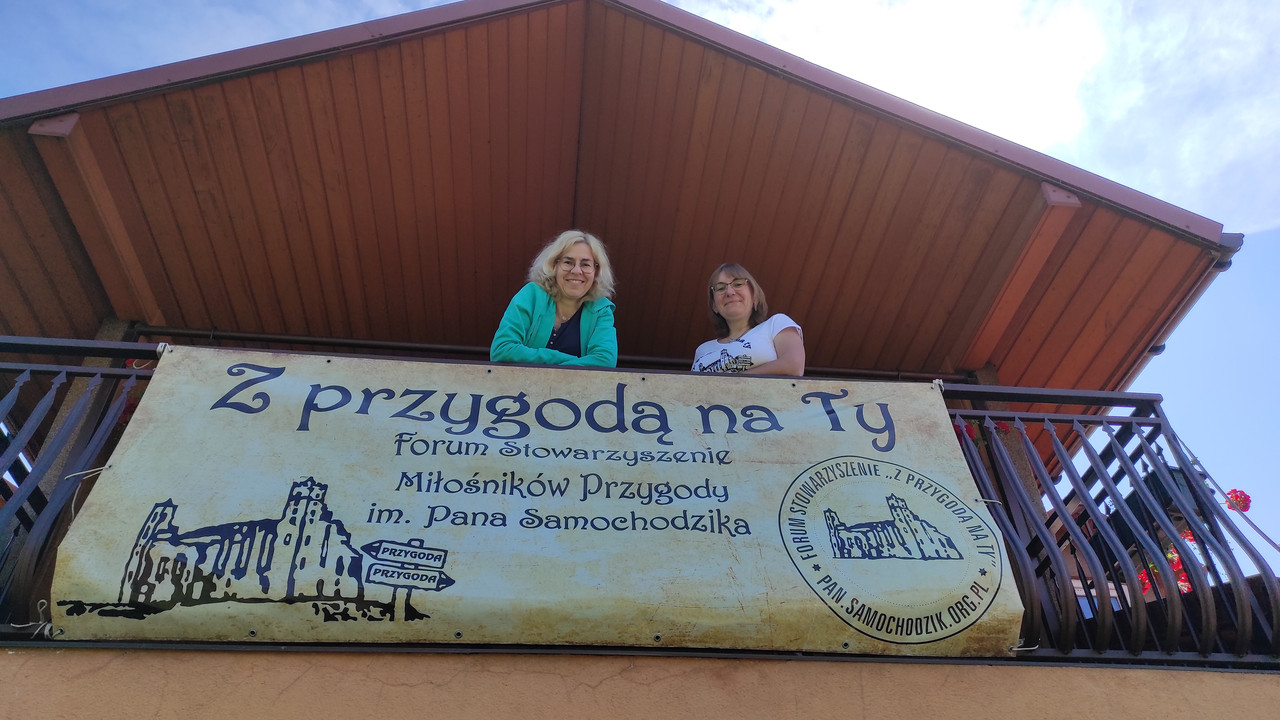 Z przygodą na Ty
Forum Stowarzyszenie
Miłośników Przygody
im. Pana Samochodzika
PRZYGODA
PRZYGODA
FORUM STOWARZYSZENIE „Z PRZYGODĄ NA TY”
* PAN.SAMOCHODZIK.ORG.PL *